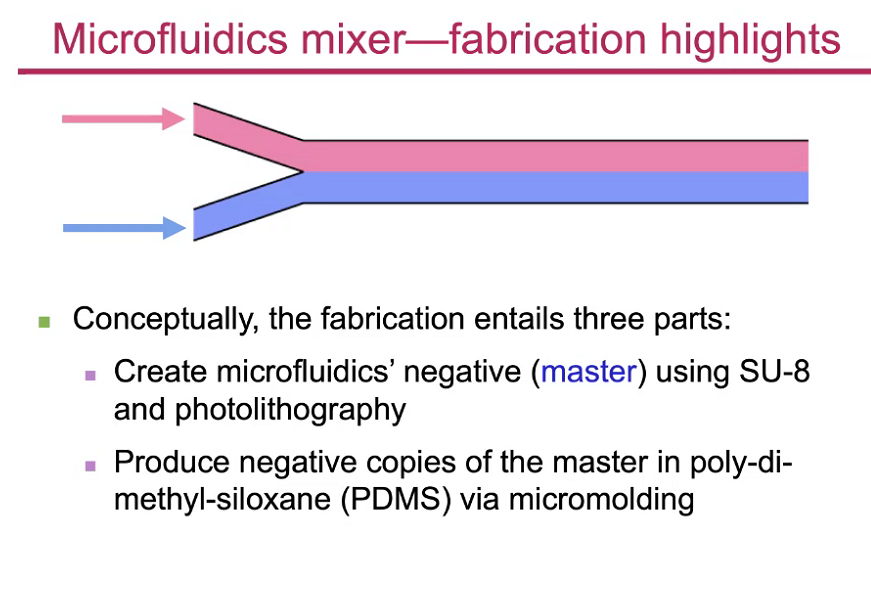 Microfluidics mixer—fabrication highlights
Conceptually, the fabrication entails three parts:
Create microfluidics’ negative (master) using SU-8
and photolithography
Produce negative copies of the master in poly-di-
methyl-siloxane (PDMS) via micromolding